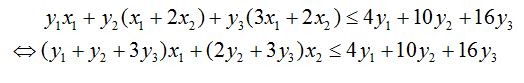 y₁x₁ + y₂(x₁ + 2x₂) + y₃(3x₁ + 2x₂) ≤ 4y₁ + 10y₂ + 16y₃
⇔ (y₁ + y₂ + 3y₃)x₁ + (2y₂ + 3y₃)x₂ ≤ 4y₁ + 10y₂ + 16y₃